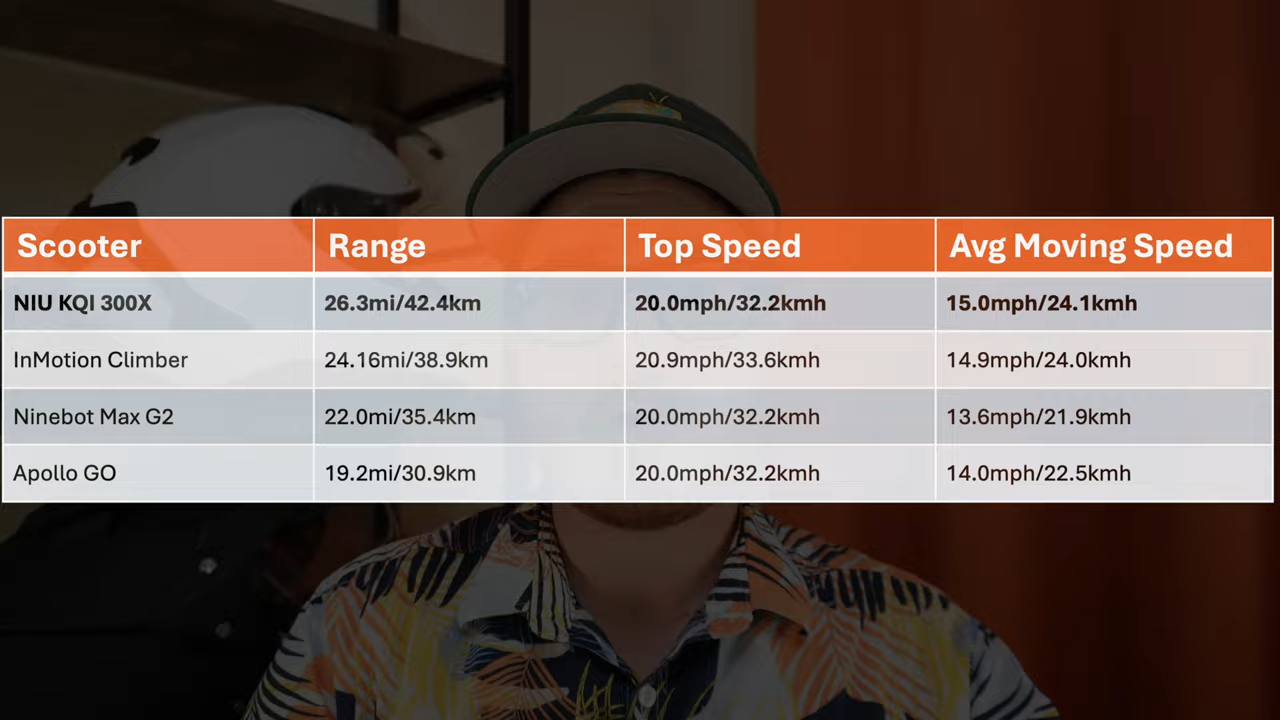 Scooter Range Top Speed Avg Moving Speed
NIU KQI 300X 26.3mi/42.4km 20.0mph/32.2kmh 15.0mph/24.1kmh
InMotion Climber 24.16mi/38.9km 20.9mph/33.6kmh 14.9mph/24.0kmh
Ninebot Max G2 22.0mi/35.4km 20.0mph/32.2kmh 13.6mph/21.9kmh
Apollo GO 19.2mi/30.9km 20.0mph/32.2kmh 14.0mph/22.5kmh